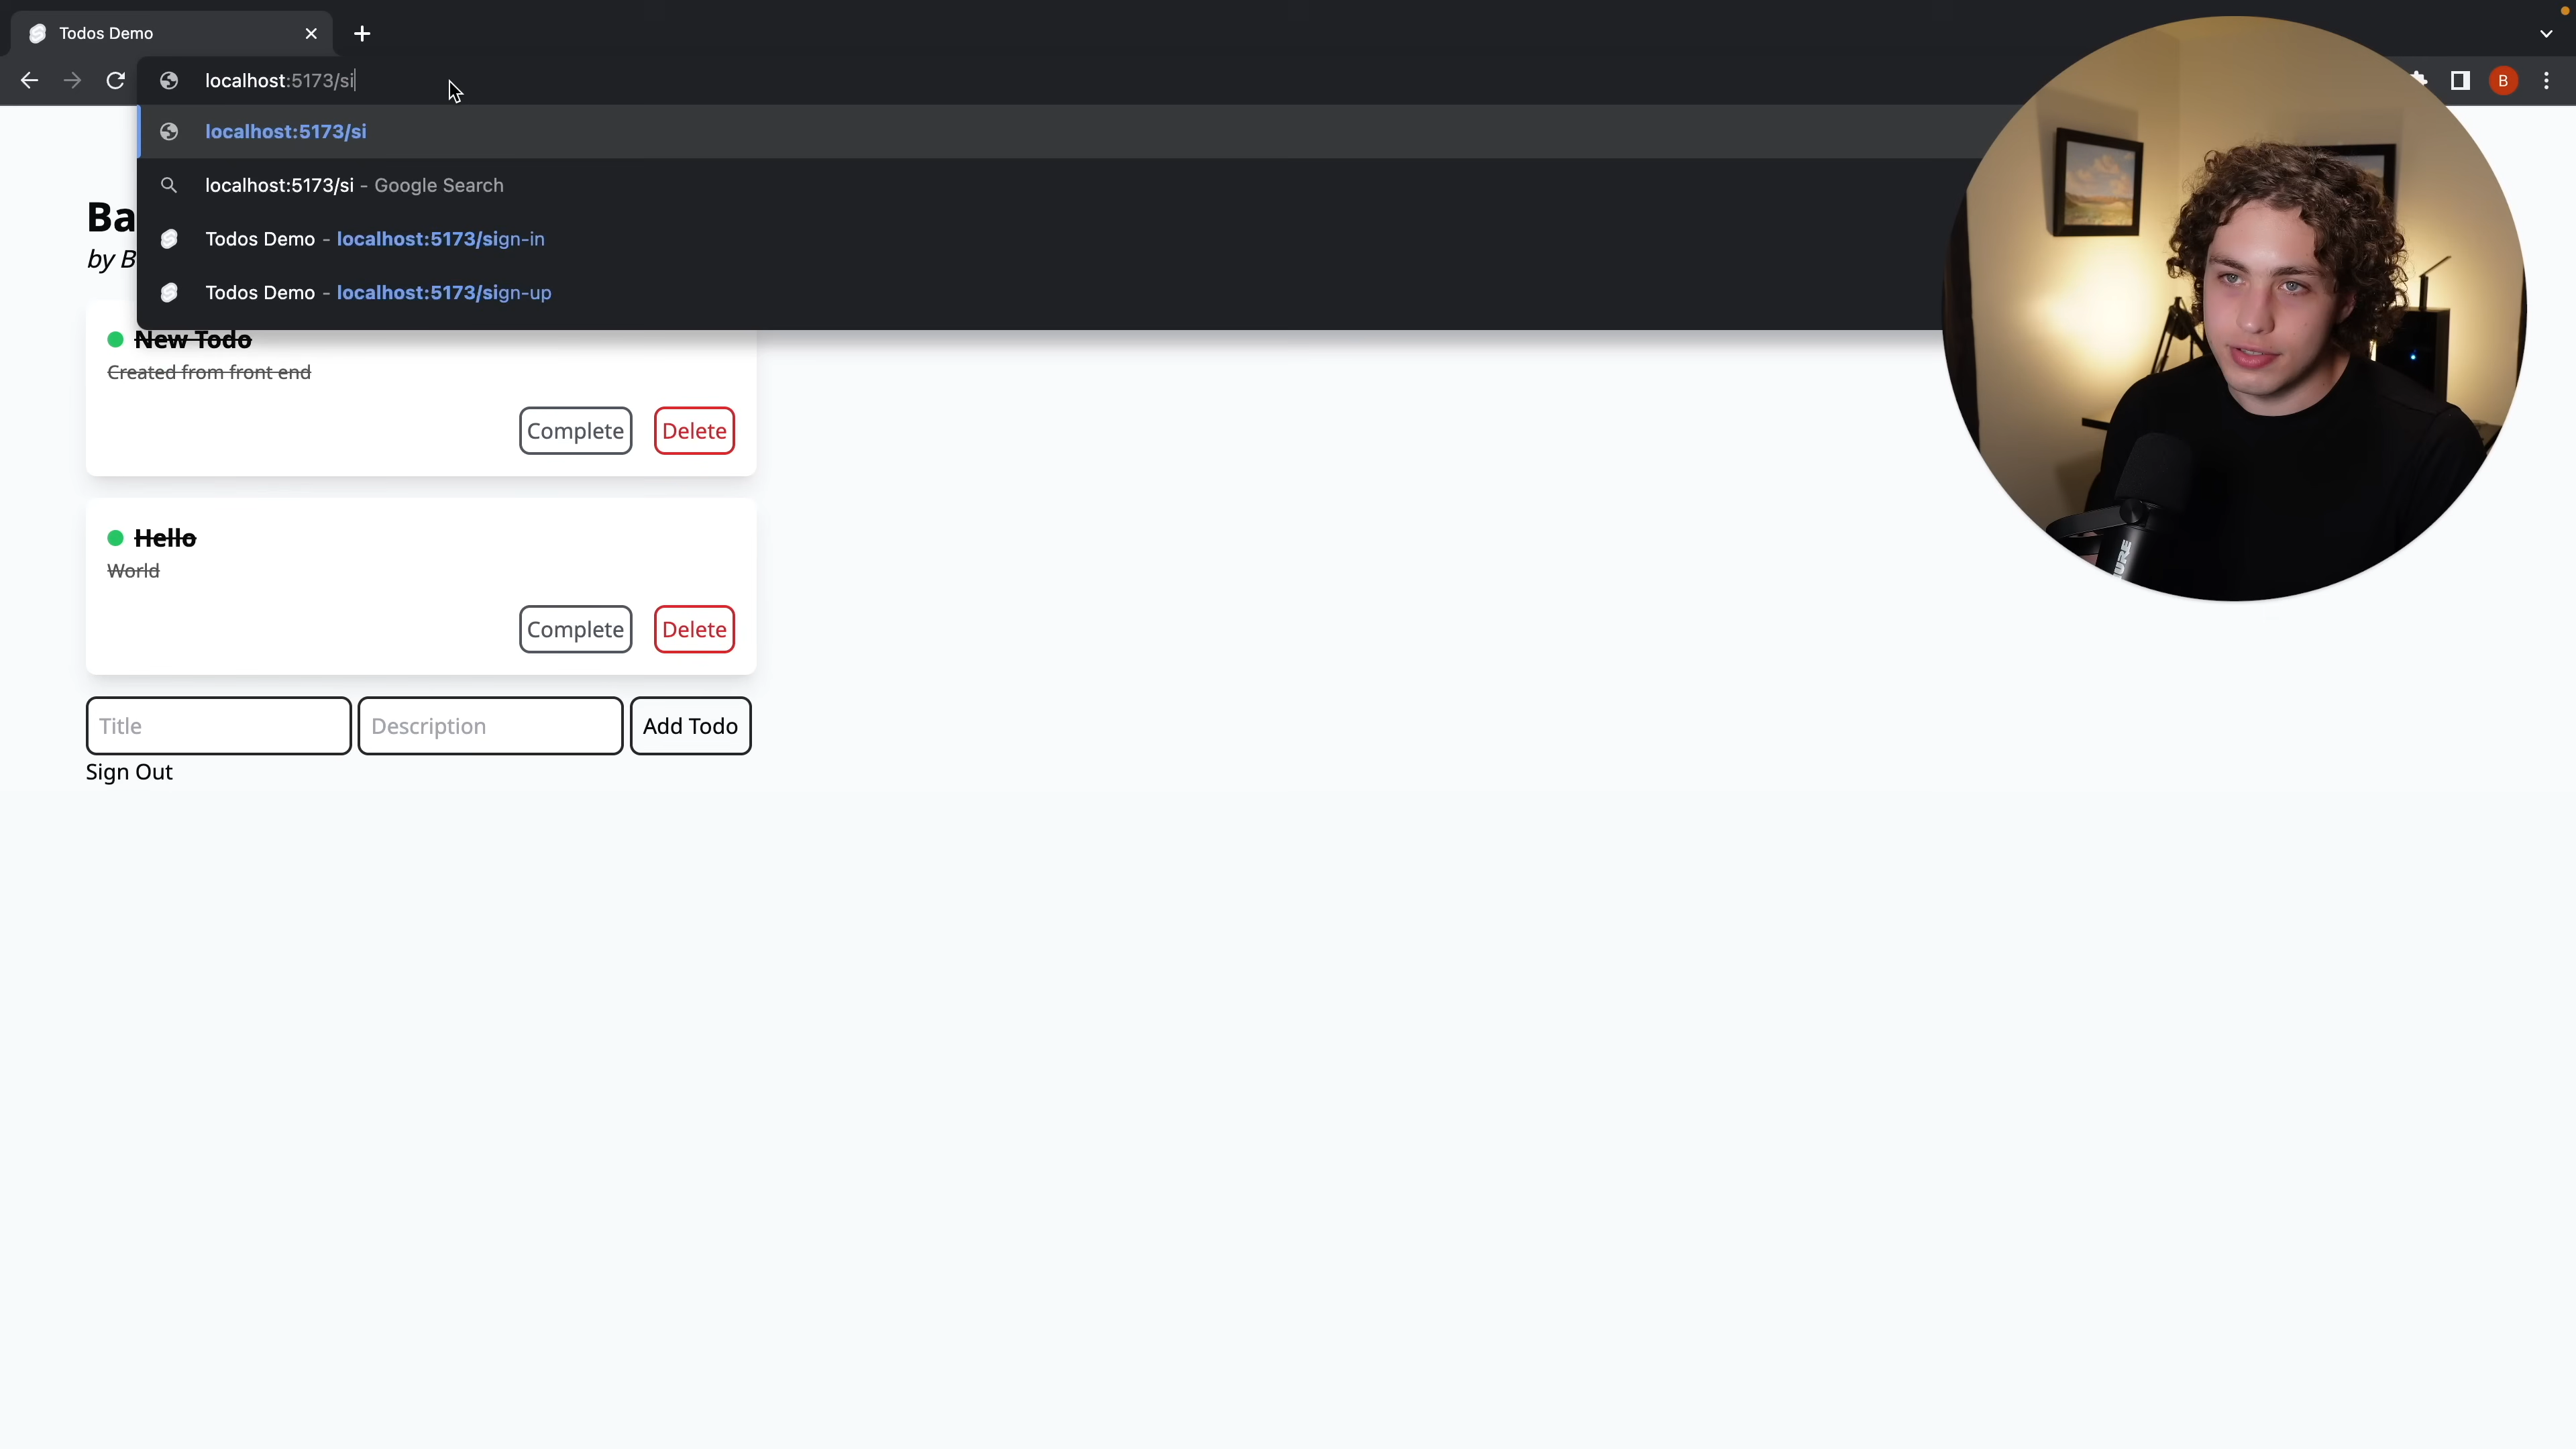 Todos Demo
localhost:5173/si
B
localhost:5173/si
localhost:5173/si - Google Search
Todos Demo - localhost:5173/sign-in
Todos Demo - localhost:5173/sign-up
Ba
by B
New Todo
Created from front end
Complete Delete
Hello
World
Complete Delete
Title Description Add Todo
Sign Out